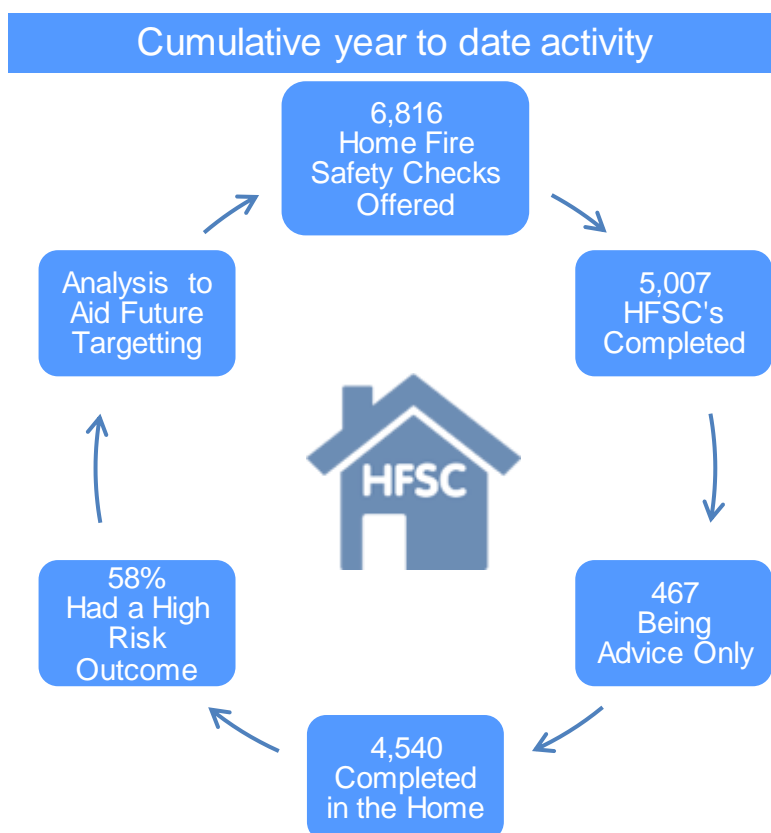 Cumulative year to date activity
6,816
Home Fire
Safety Checks
Offered
5,007
HFSC's
Completed
467
Being
Advice Only
4,540
Completed
in the Home
58%
Had a High
Risk
Outcome
Analysis to
Aid Future
Targetting
HFSC